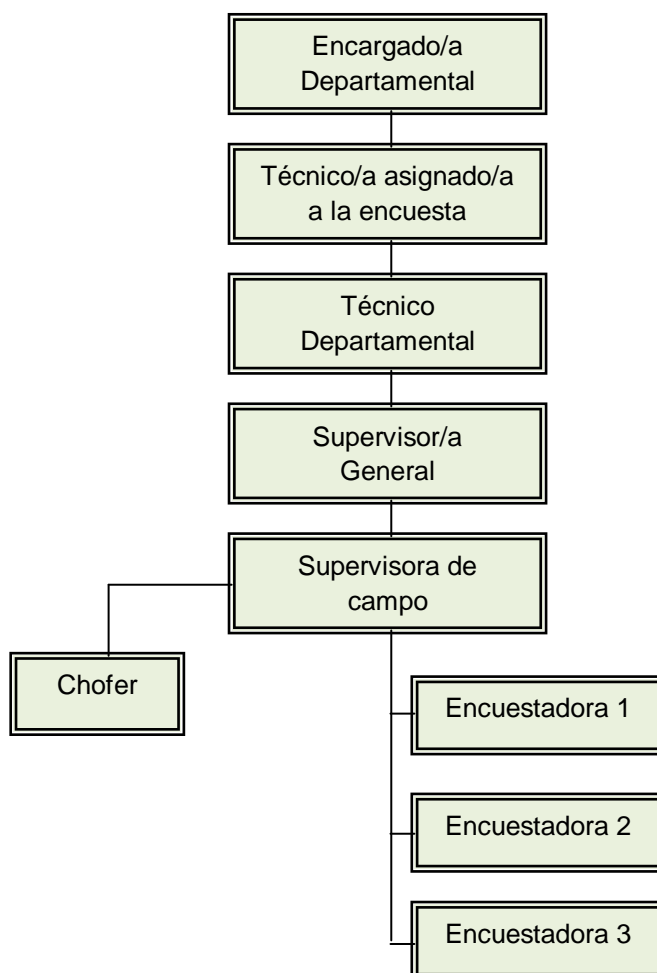 Encargado/a
Departamental
Técnico/a asignado/a
a la encuesta
Técnico
Departamental
Supervisor/a
General
Supervisora de
campo
Chofer
Encuestadora 1
Encuestadora 2
Encuestadora 3